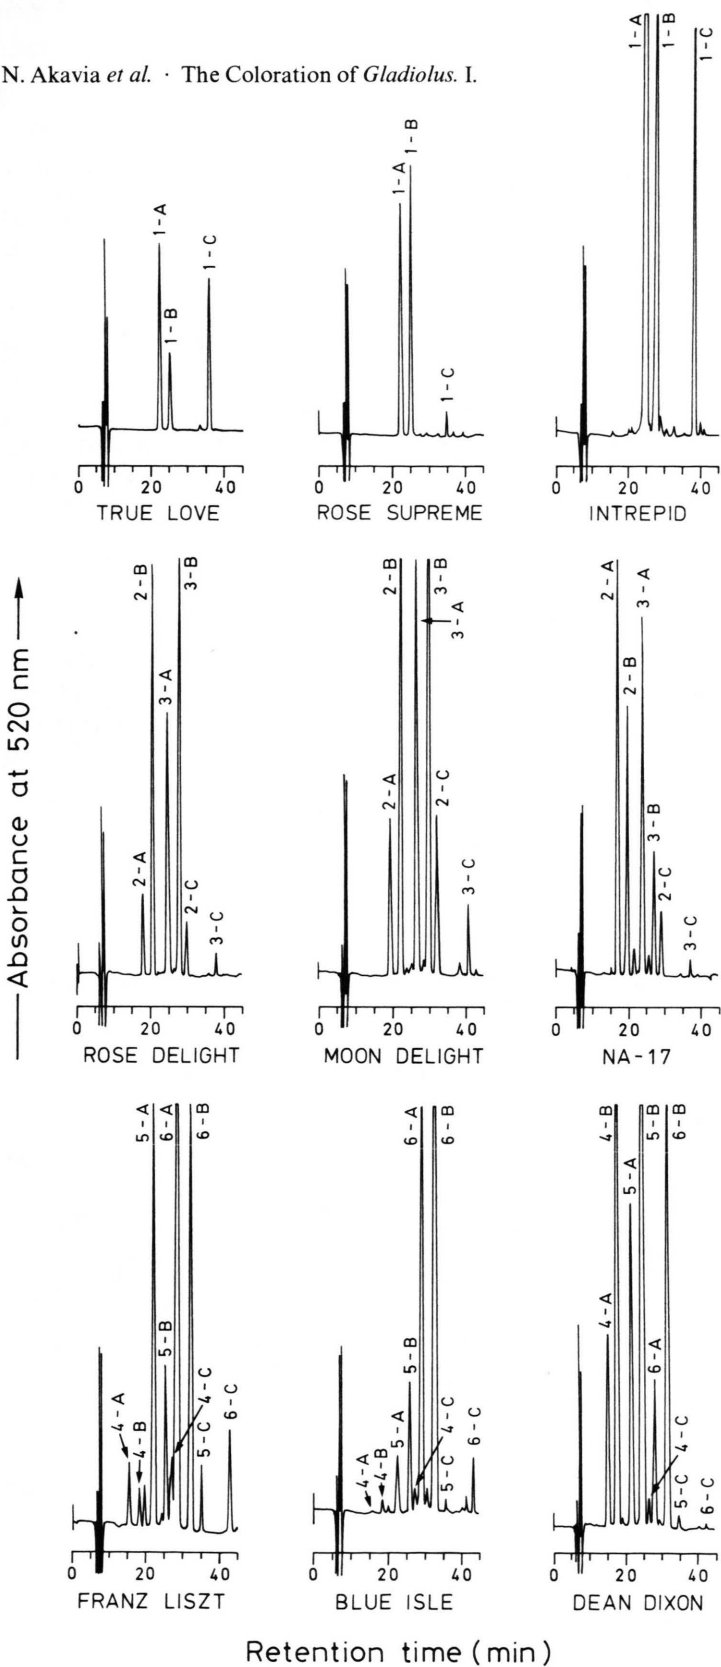 N. Akavia et al. · The Coloration of Gladiolus. I.
1-A
1-B
1-C
0 20 40
TRUE LOVE
1-A
1-B
1-C
0 20 40
ROSE SUPREME
1-A
1-B
1-C
0 20 40
INTREPID
Absorbance at 520 nm
2-A
2-B
3-A
3-B
2-C
3-C
0 20 40
ROSE DELIGHT
2-A
2-B
3-B
3-A
2-C
3-C
0 20 40
MOON DELIGHT
2-A
2-B
3-A
3-B
2-C
3-C
0 20 40
NA-17
4-A
4-B
5-A
6-A
5-B
6-B
4-C
5-C
6-C
0 20 40
FRANZ LISZT
4-A
4-B
5-A
5-B
6-A
6-B
4-C
5-C
6-C
0 20 40
BLUE ISLE
4-A
4-B
5-A
5-B
6-B
6-A
4-C
5-C
6-C
0 20 40
DEAN DIXON
Retention time (min)